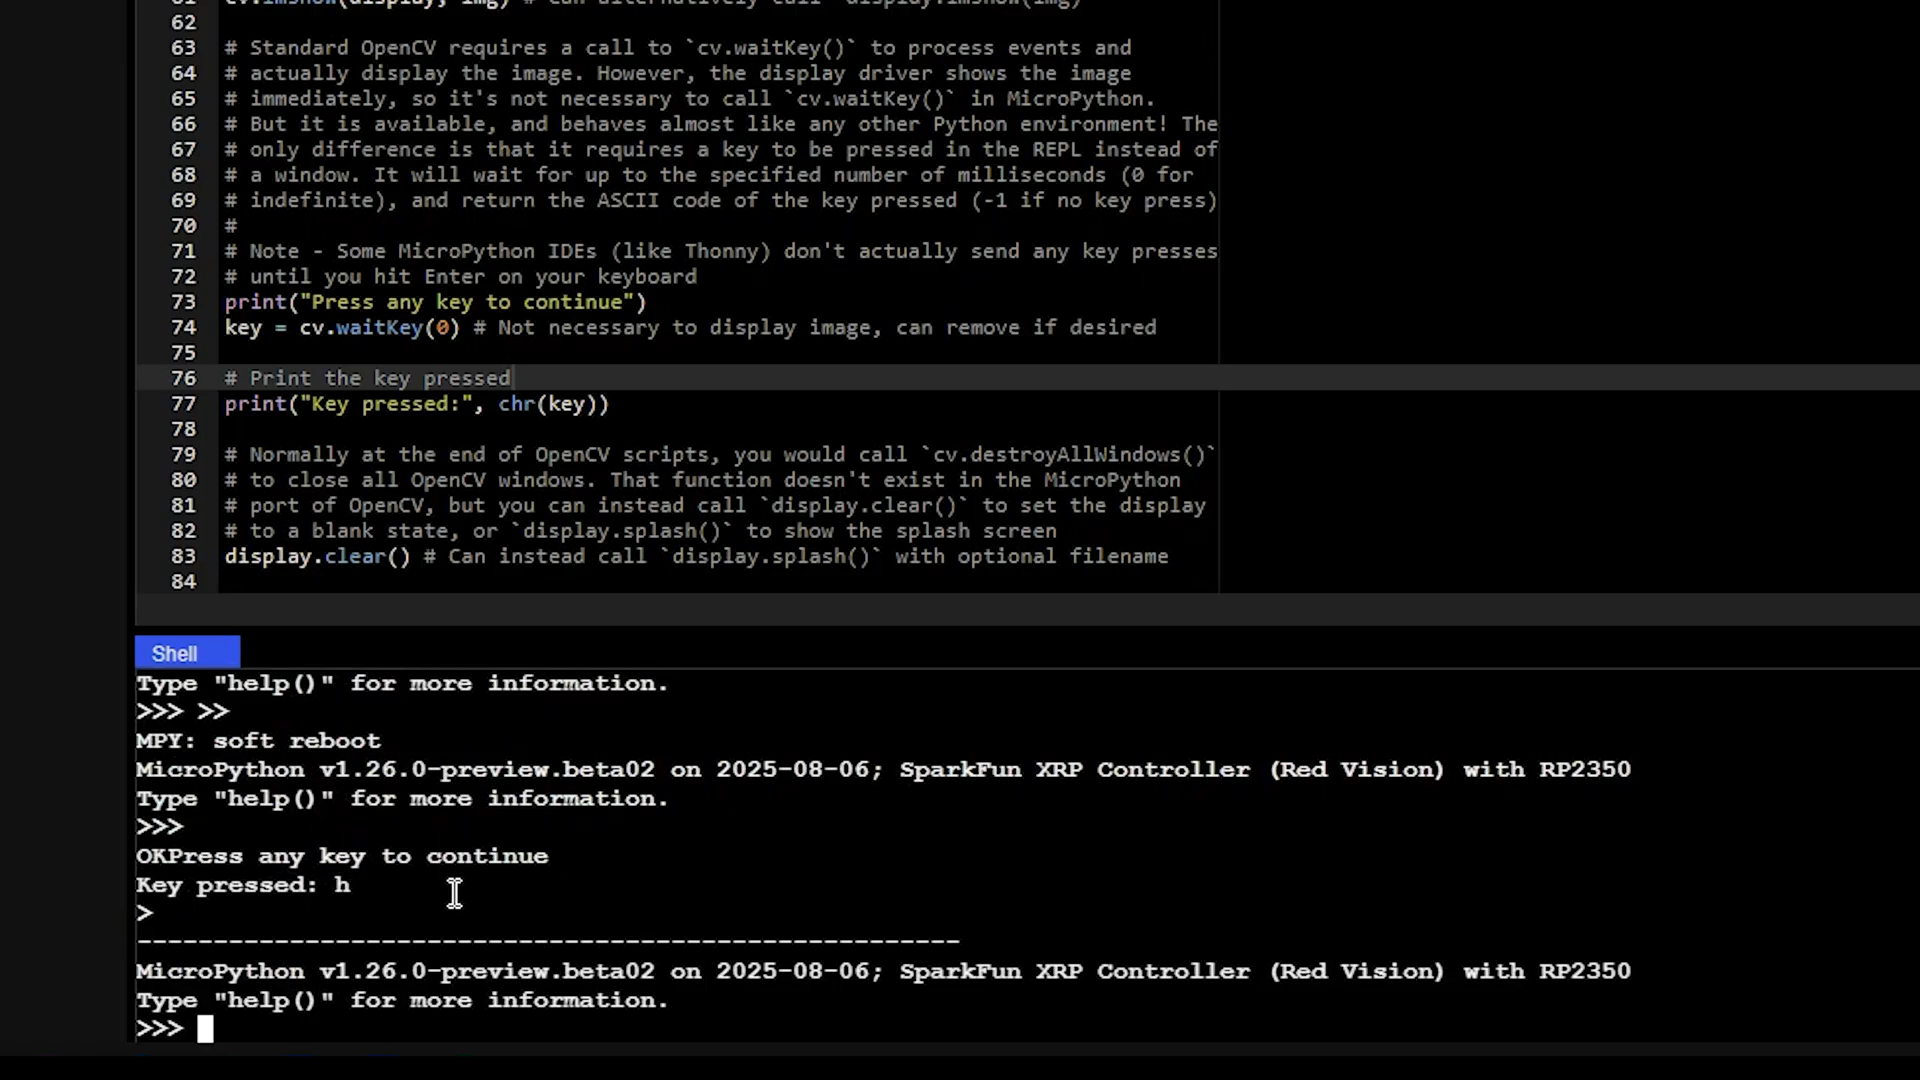 61 cv.imshow(display, img) # Can alternatively call `display.imshow(img)`
62
63 # Standard OpenCV requires a call to `cv.waitKey()` to process events and
64 # actually display the image. However, the display driver shows the image
65 # immediately, so it's not necessary to call `cv.waitKey()` in MicroPython.
66 # But it is available, and behaves almost like any other Python environment! The
67 # only difference is that it requires a key to be pressed in the REPL instead of
68 # a window. It will wait for up to the specified number of milliseconds (0 for
69 # indefinite), and return the ASCII code of the key pressed (-1 if no key press)
70 #
71 # Note - Some MicroPython IDEs (like Thonny) don't actually send any key presses
72 # until you hit Enter on your keyboard
73 print("Press any key to continue")
74 key = cv.waitKey(0) # Not necessary to display image, can remove if desired
75
76 # Print the key pressed
77 print("Key pressed:", chr(key))
78
79 # Normally at the end of OpenCV scripts, you would call `cv.destroyAllWindows()`
80 # to close all OpenCV windows. That function doesn't exist in the MicroPython
81 # port of OpenCV, but you can instead call `display.clear()` to set the display
82 # to a blank state, or `display.splash()` to show the splash screen
83 display.clear() # Can instead call `display.splash()` with optional filename
84
Shell
Type "help()" for more information.
>>> >>
MPY: soft reboot
MicroPython v1.26.0-preview.beta02 on 2025-08-06; SparkFun XRP Controller (Red Vision) with RP2350
Type "help()" for more information.
>>>
OKPress any key to continue
Key pressed: h
>
------------------------------------------------------
MicroPython v1.26.0-preview.beta02 on 2025-08-06; SparkFun XRP Controller (Red Vision) with RP2350
Type "help()" for more information.
>>>